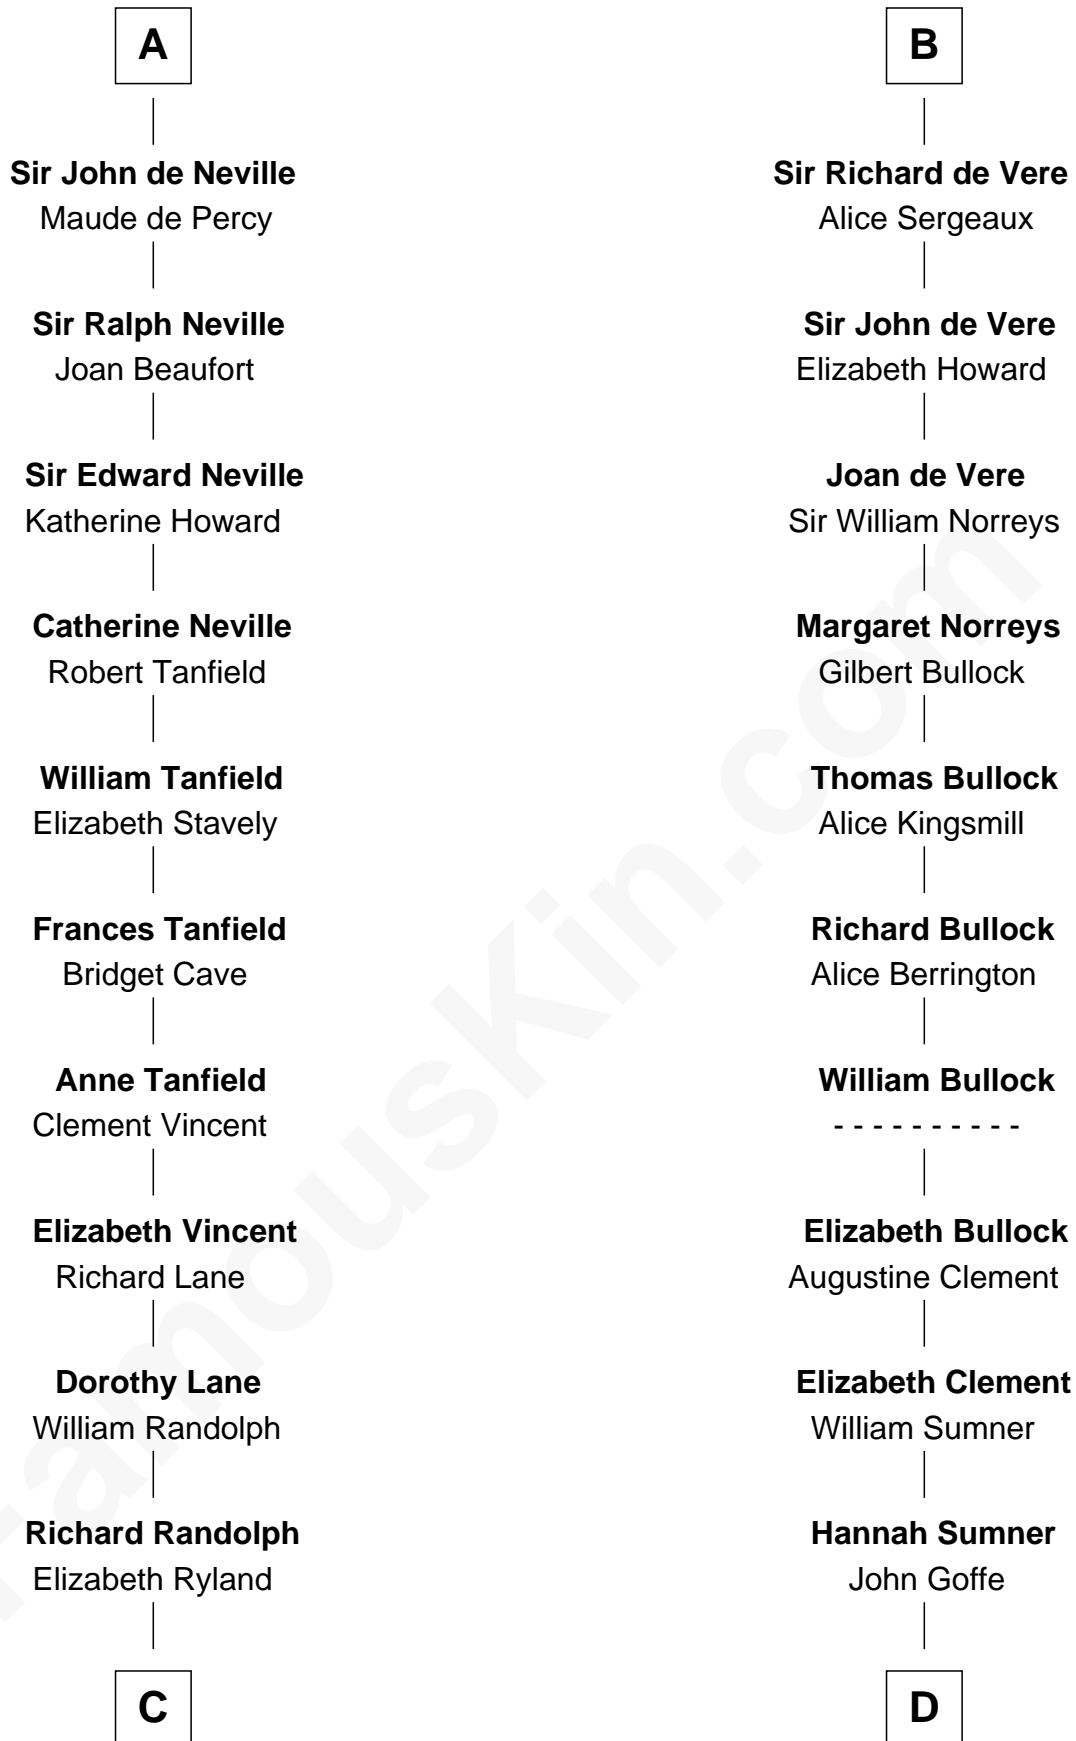 A
Sir John de Neville
Maude de Percy
Sir Ralph Neville
Joan Beaufort
Sir Edward Neville
Katherine Howard
Catherine Neville
Robert Tanfield
William Tanfield
Elizabeth Stavely
Frances Tanfield
Bridget Cave
Anne Tanfield
Clement Vincent
Elizabeth Vincent
Richard Lane
Dorothy Lane
William Randolph
Richard Randolph
Elizabeth Ryland
C
B
Sir Richard de Vere
Alice Sergeaux
Sir John de Vere
Elizabeth Howard
Joan de Vere
Sir William Norreys
Margaret Norreys
Gilbert Bullock
Thomas Bullock
Alice Kingsmill
Richard Bullock
Alice Berrington
William Bullock
- - - - - - - - - -
Elizabeth Bullock
Augustine Clement
Elizabeth Clement
William Sumner
Hannah Sumner
John Goffe
D
FamousKin.com